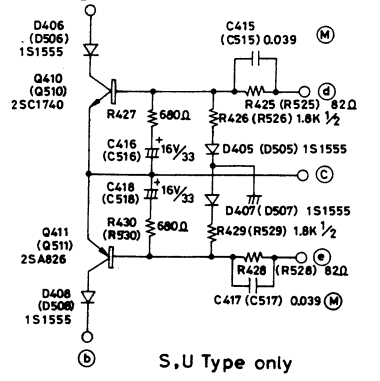 D406
(D506)
1S1555
C415
(C515) 0.039
M
Q410
(Q510)
2SC1740
R427
680Ω
d
R425 (R525) 82Ω
R426 (R526) 1.8K 1/2
C416
(C516)
+
16V/33
D405 (D505) 1S1555
C
C418
(C518)
+
16V/33
D407 (D507) 1S1555
R430
(R530)
680Ω
R429 (R529) 1.8K 1/2
Q411
(Q511)
2SA826
e
R428 (R528) 82Ω
D408
(D508)
1S1555
C417 (C517) 0.039 M
b
S,U Type only